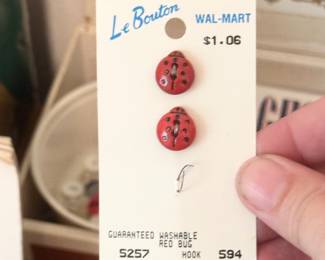 Le Bouton
WAL-MART
$1.06
GUARANTEED WASHABLE
RED BUG
5257 HOOK 594